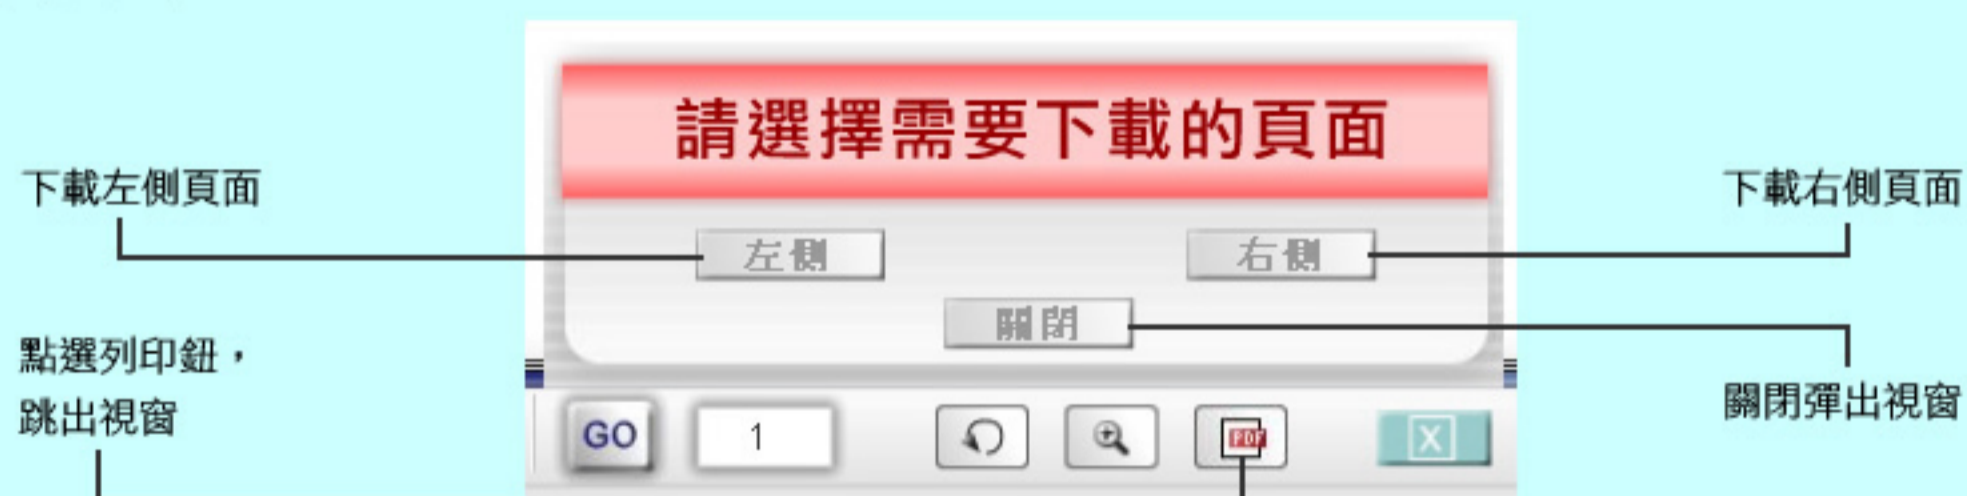 請選擇需要下載的頁面
下載左側頁面
下載右側頁面
左側
右側
關閉
點選列印鈕，
跳出視窗
關閉彈出視窗
GO
1
PDF
X